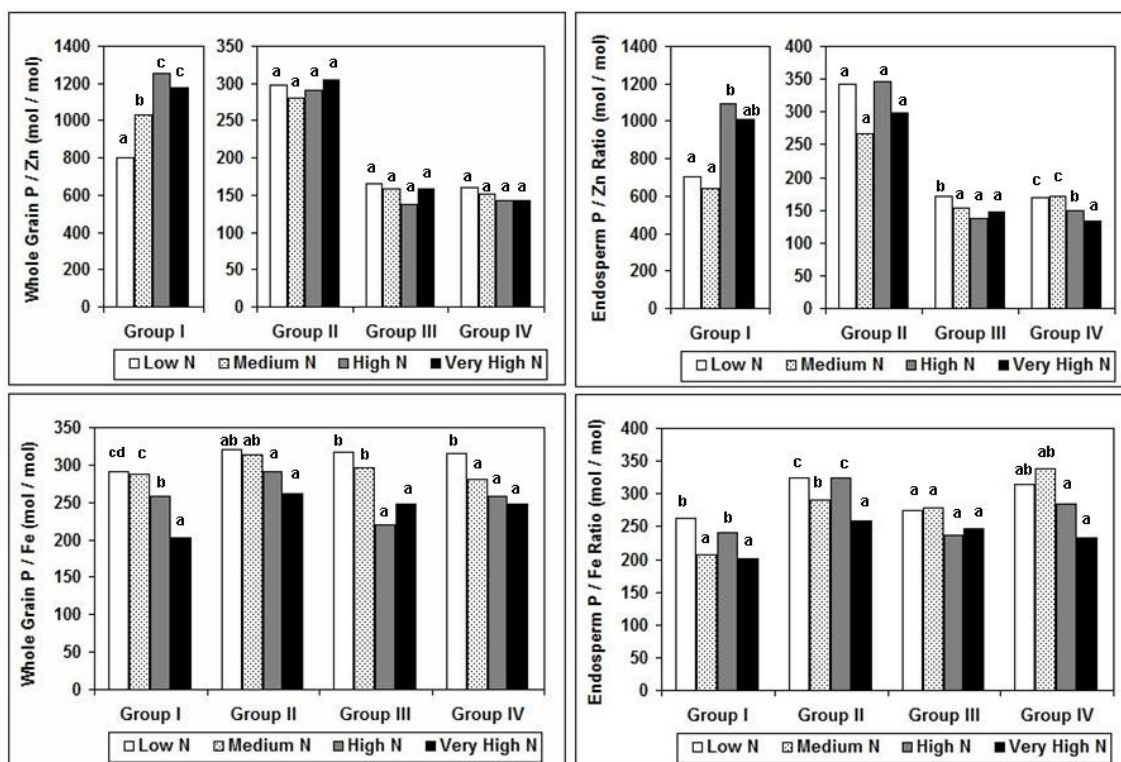 Whole Grain P / Zn (mol / mol)
1400
1200
1000
800
600
400
200
0
a
b
c
c
Group I
350
300
250
200
150
100
50
0
a a a a
a a a a
a a a a
Group II Group III Group IV
Low N Medium N High N Very High N
Endosperm P / Zn Ratio (mol / mol)
1400
1200
1000
800
600
400
200
0
a a b ab
Group I
400
350
300
250
200
150
100
50
0
a a a a
b a a a
c c b a
Group II Group III Group IV
Low N Medium N High N Very High N
Whole Grain P / Fe (mol / mol)
350
300
250
200
150
100
50
0
cd c b a
ab ab a a
b b a a
b a a a
Group I Group II Group III Group IV
Low N Medium N High N Very High N
Endosperm P / Fe Ratio (mol / mol)
400
350
300
250
200
150
100
50
0
b a b a
c b c a
a a a a
ab ab a a
Group I Group II Group III Group IV
Low N Medium N High N Very High N